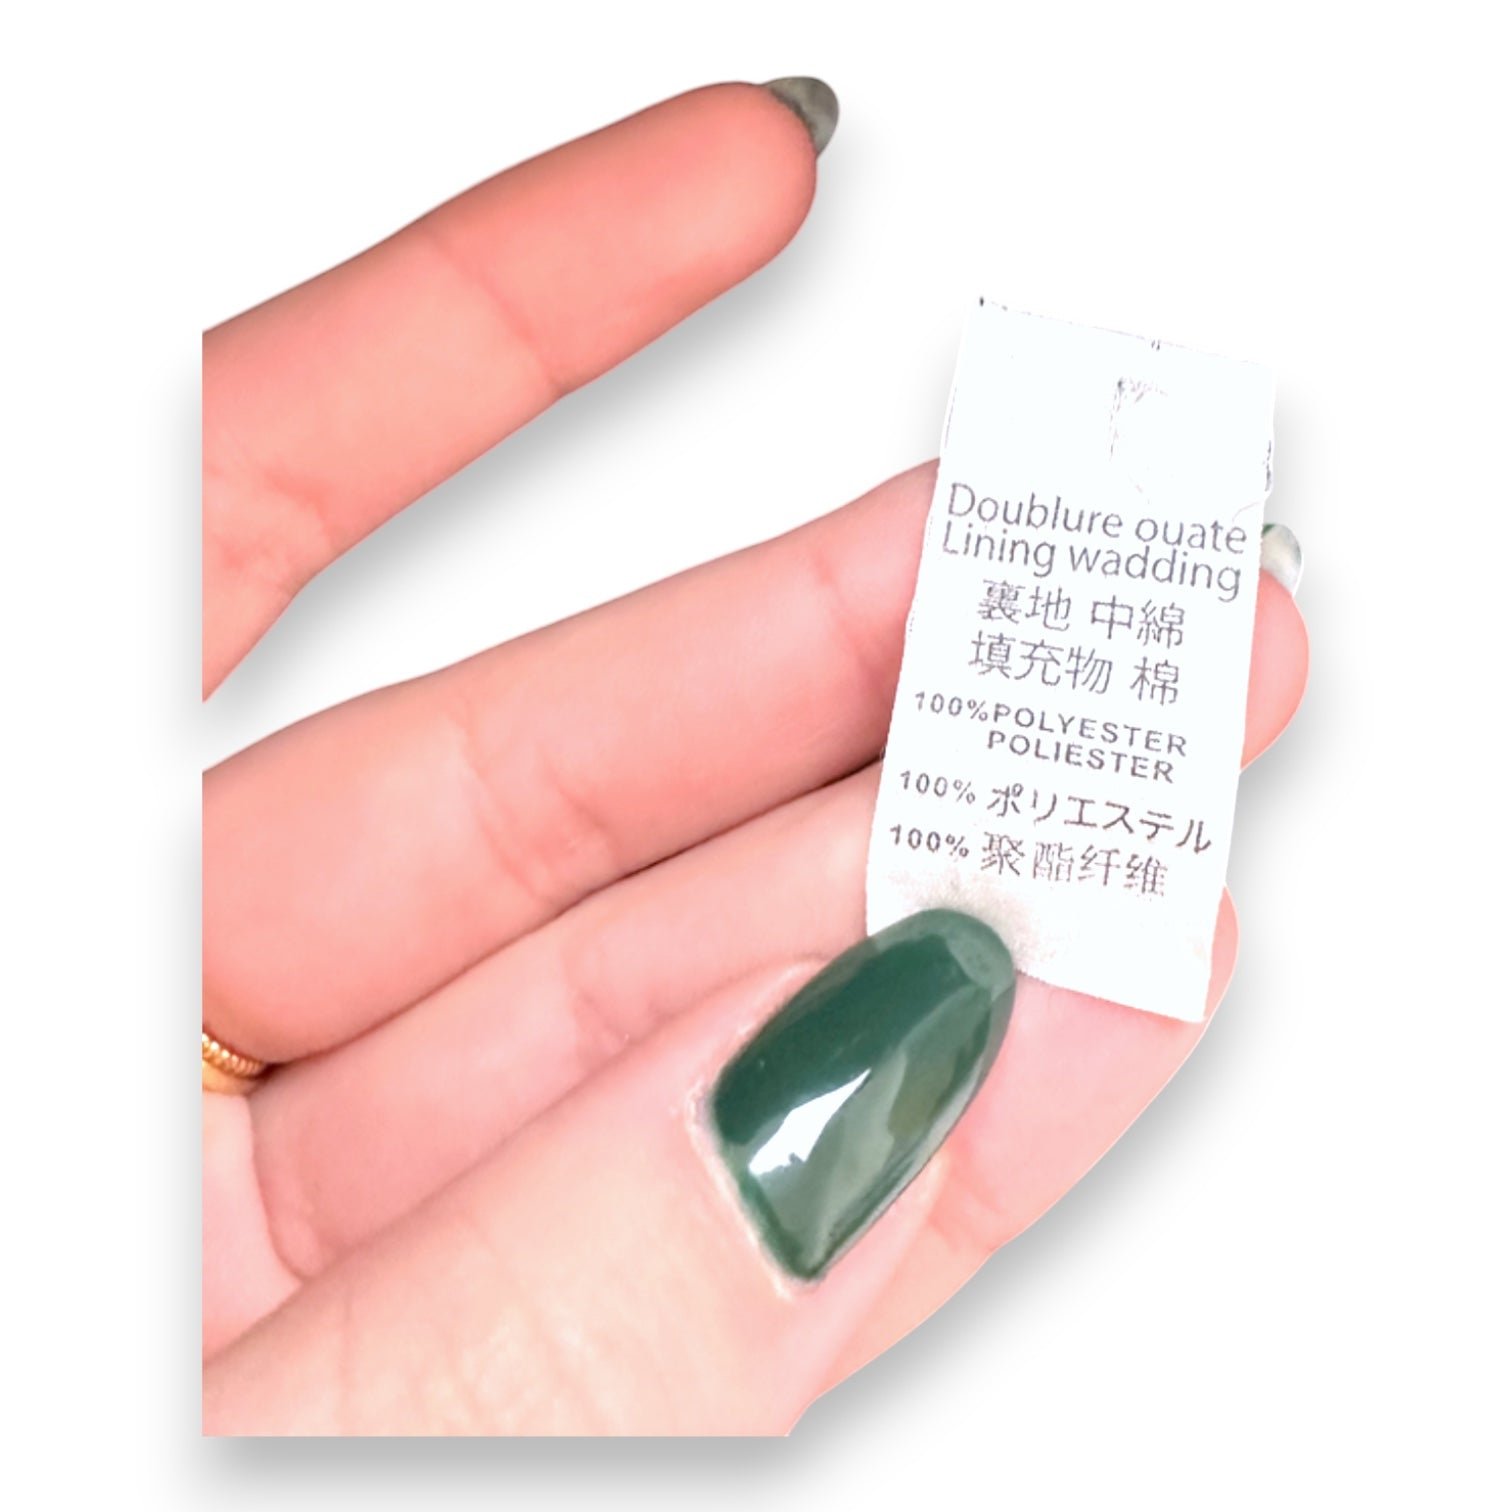 Doublure ouate
Lining wadding
裏地 中綿
填充物 棉
100%POLYESTER
POLIESTER
100% ポリエステル
100% 聚酯纤维